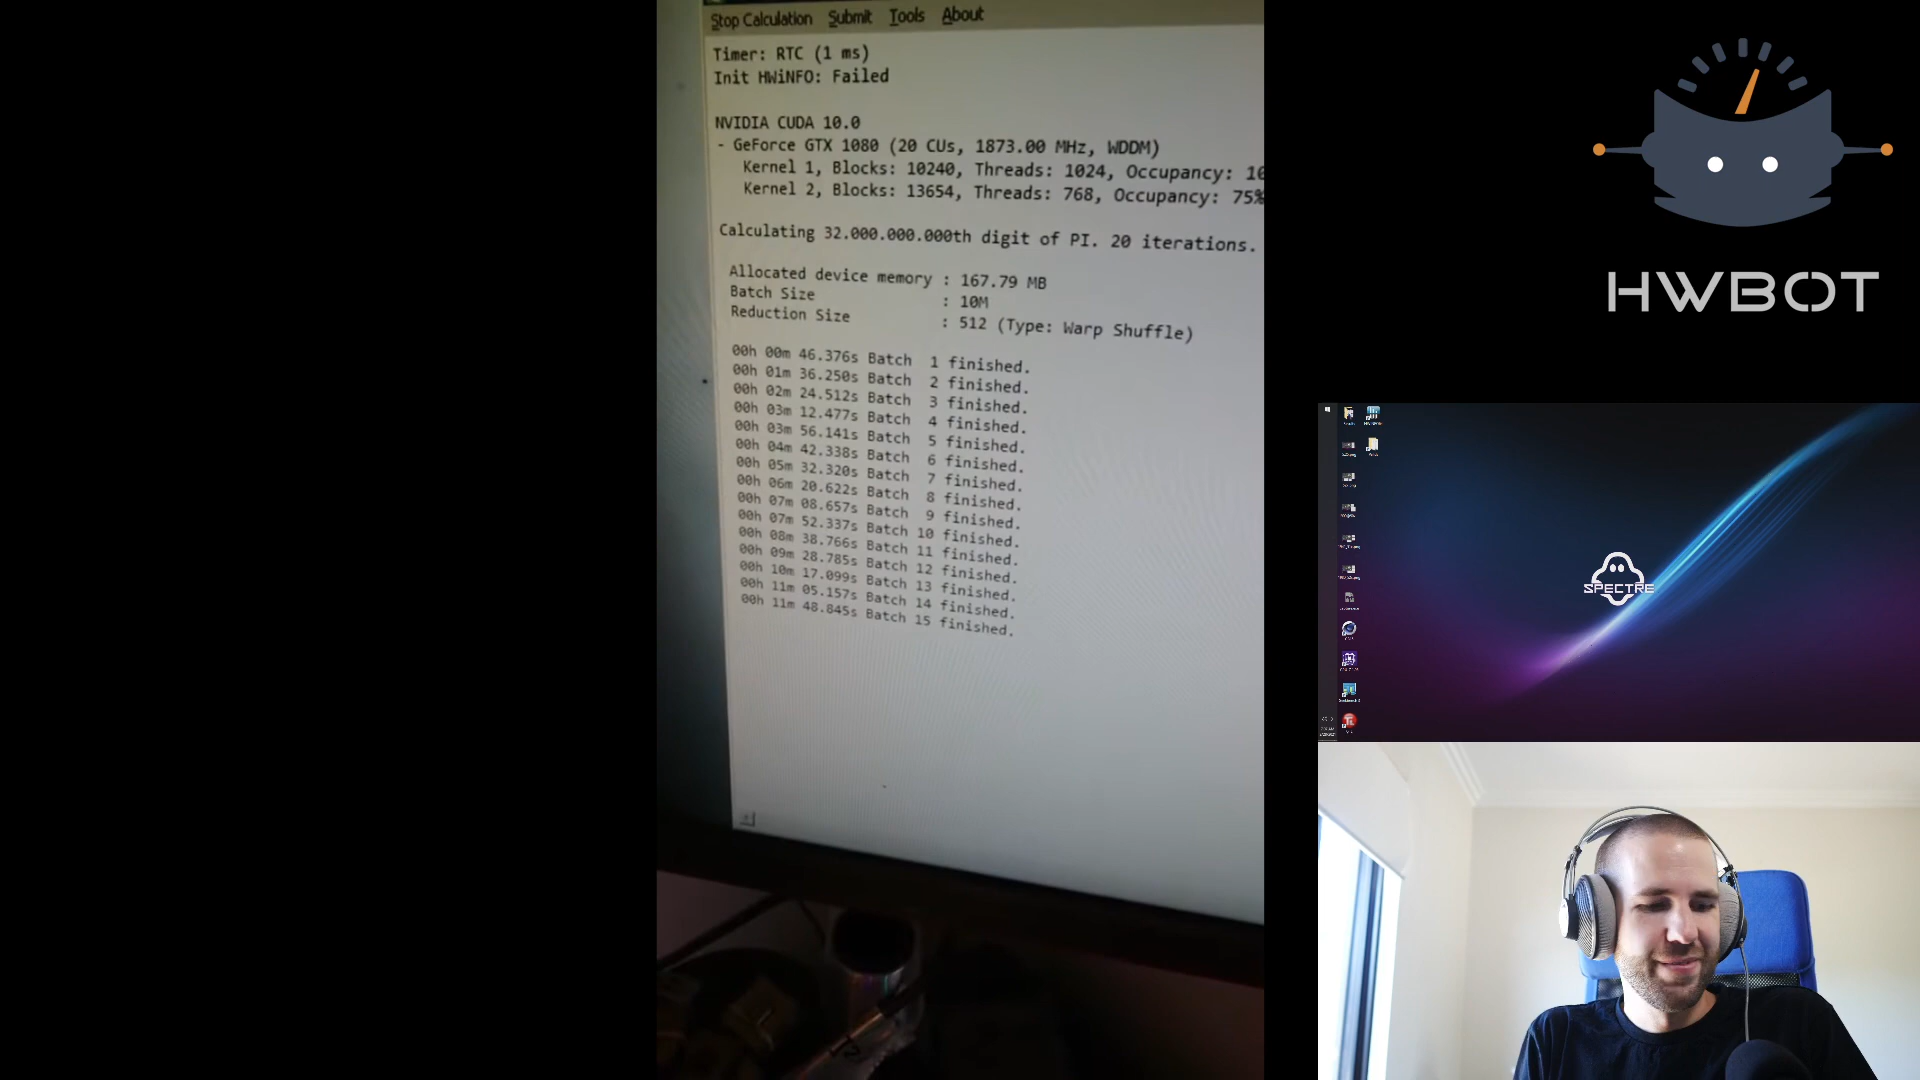 Stop Calculation Submit Tools About
Timer: RTC (1 ms)
Init HWiNFO: Failed
NVIDIA CUDA 10.0
- GeForce GTX 1080 (20 CUs, 1873.00 MHz, WDDM)
Kernel 1, Blocks: 10240, Threads: 1024, Occupancy: 10
Kernel 2, Blocks: 13654, Threads: 768, Occupancy: 75%
Calculating 32.000.000.000th digit of PI. 20 iterations.
Allocated device memory : 167.79 MB
Batch Size : 10M
Reduction Size : 512 (Type: Warp Shuffle)
00h 00m 46.376s Batch 1 finished.
00h 01m 36.250s Batch 2 finished.
00h 02m 24.512s Batch 3 finished.
00h 03m 12.477s Batch 4 finished.
00h 03m 56.141s Batch 5 finished.
00h 04m 42.338s Batch 6 finished.
00h 05m 32.320s Batch 7 finished.
00h 06m 20.622s Batch 8 finished.
00h 07m 08.657s Batch 9 finished.
00h 07m 52.337s Batch 10 finished.
00h 08m 38.766s Batch 11 finished.
00h 09m 28.785s Batch 12 finished.
00h 10m 17.099s Batch 13 finished.
00h 11m 05.157s Batch 14 finished.
00h 11m 48.845s Batch 15 finished.
HWBOT
SPECTRE